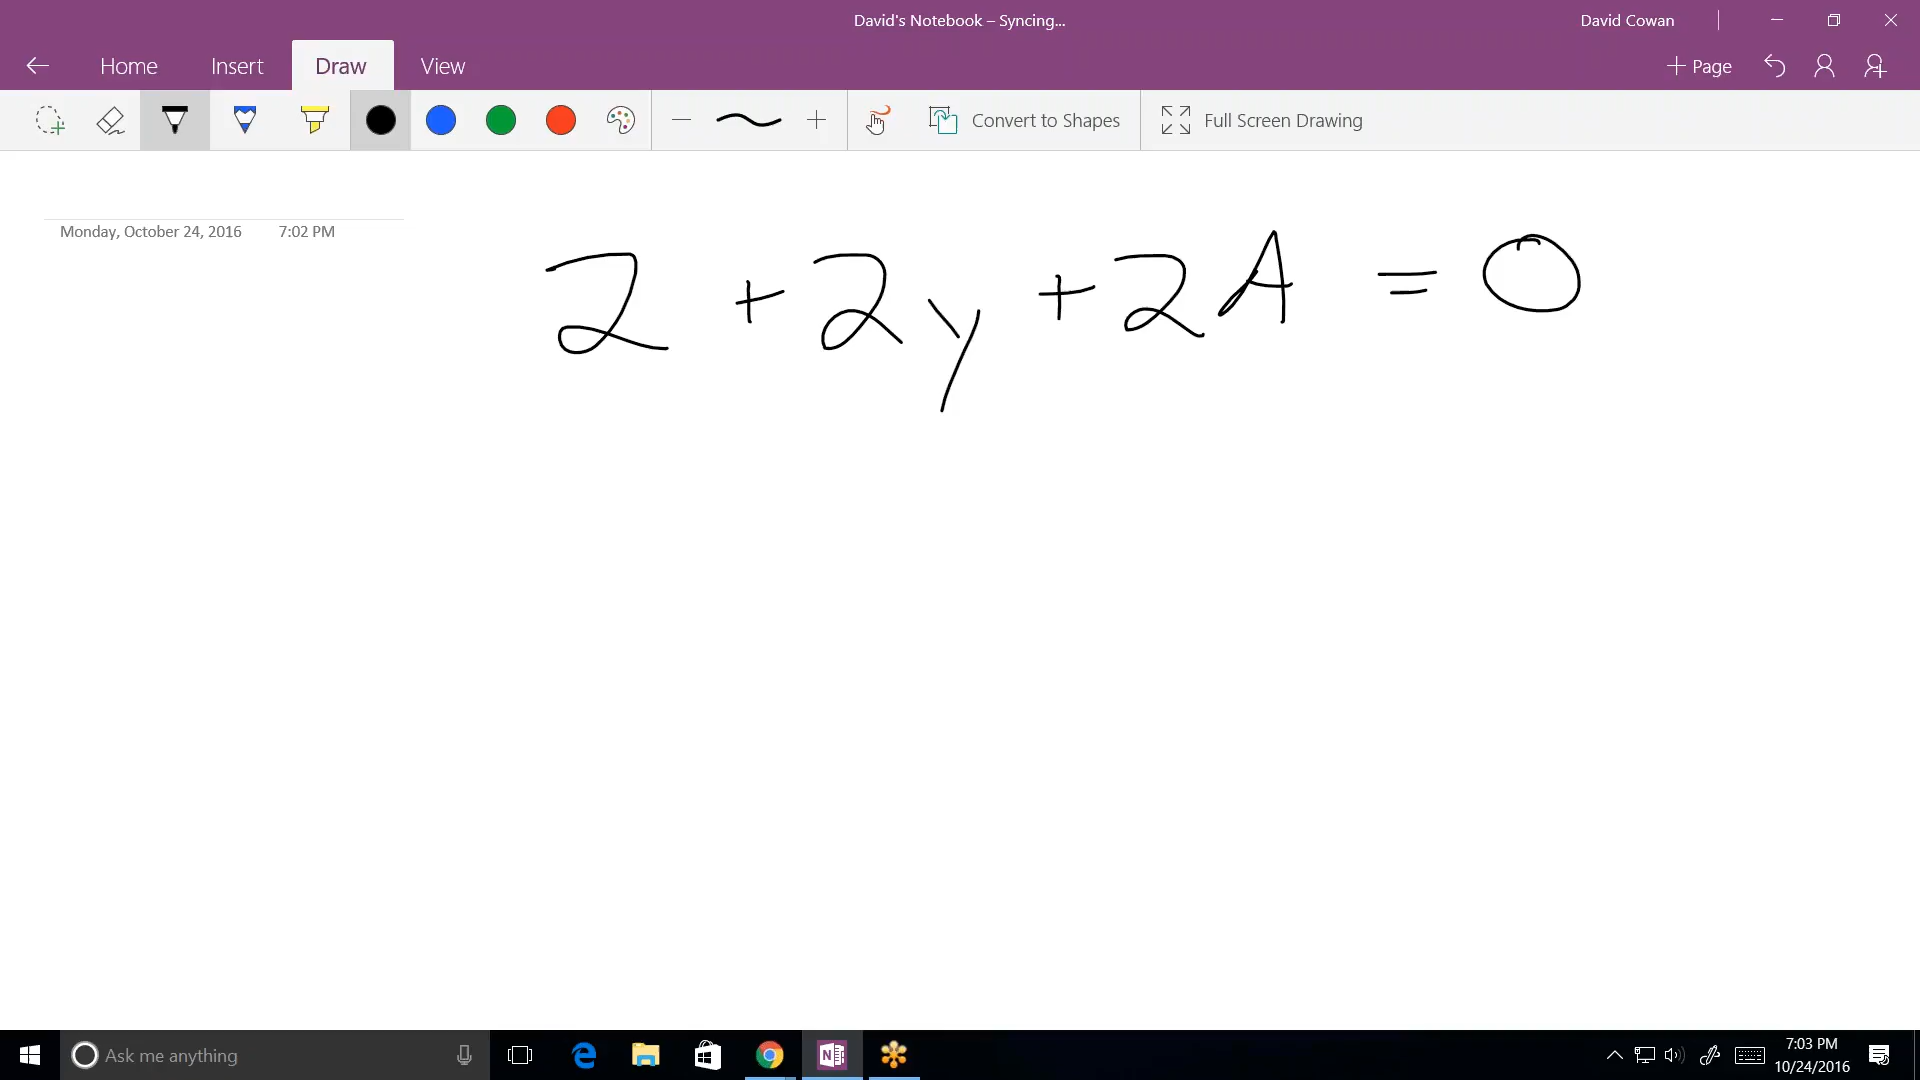 David's Notebook – Syncing...
David Cowan
Home Insert Draw View
Page
Convert to Shapes
Full Screen Drawing
Monday, October 24, 2016 7:02 PM
2 + 2y + 2A = 0
Ask me anything
7:03 PM
10/24/2016